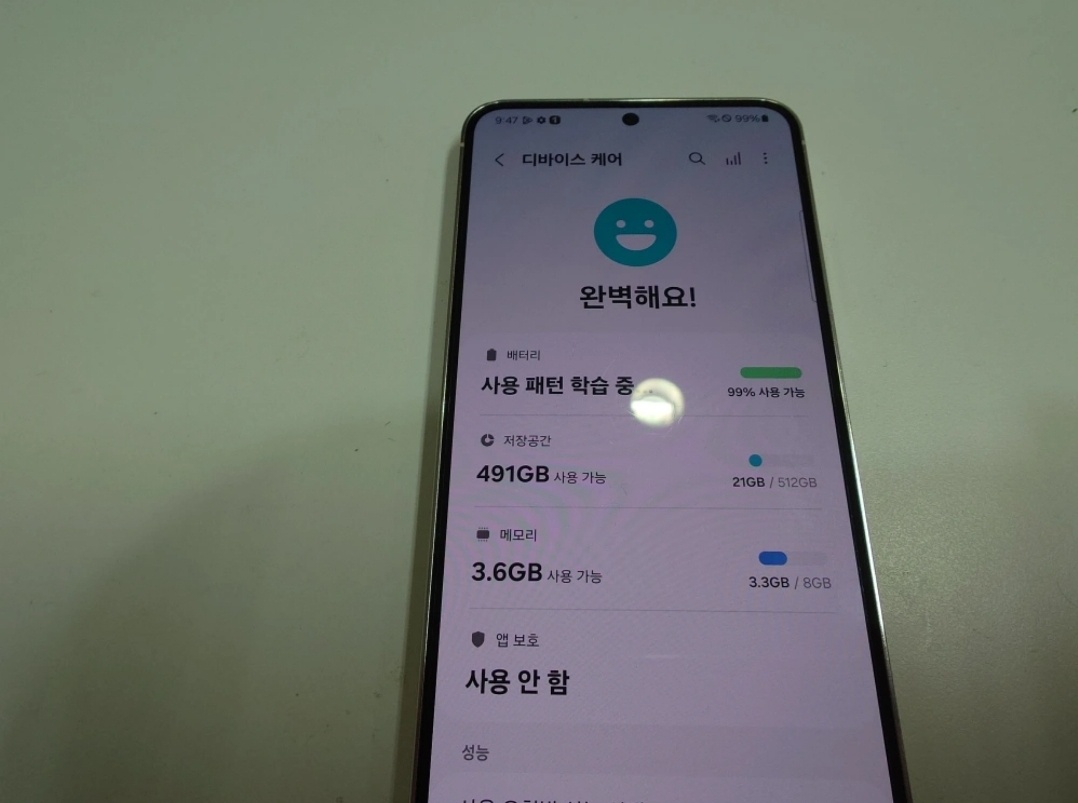 9:47
99%
디바이스 케어
완벽해요!
배터리
사용 패턴 학습 중...
99% 사용 가능
저장공간
491GB 사용 가능
21GB / 512GB
메모리
3.6GB 사용 가능
3.3GB / 8GB
앱 보호
사용 안 함
성능